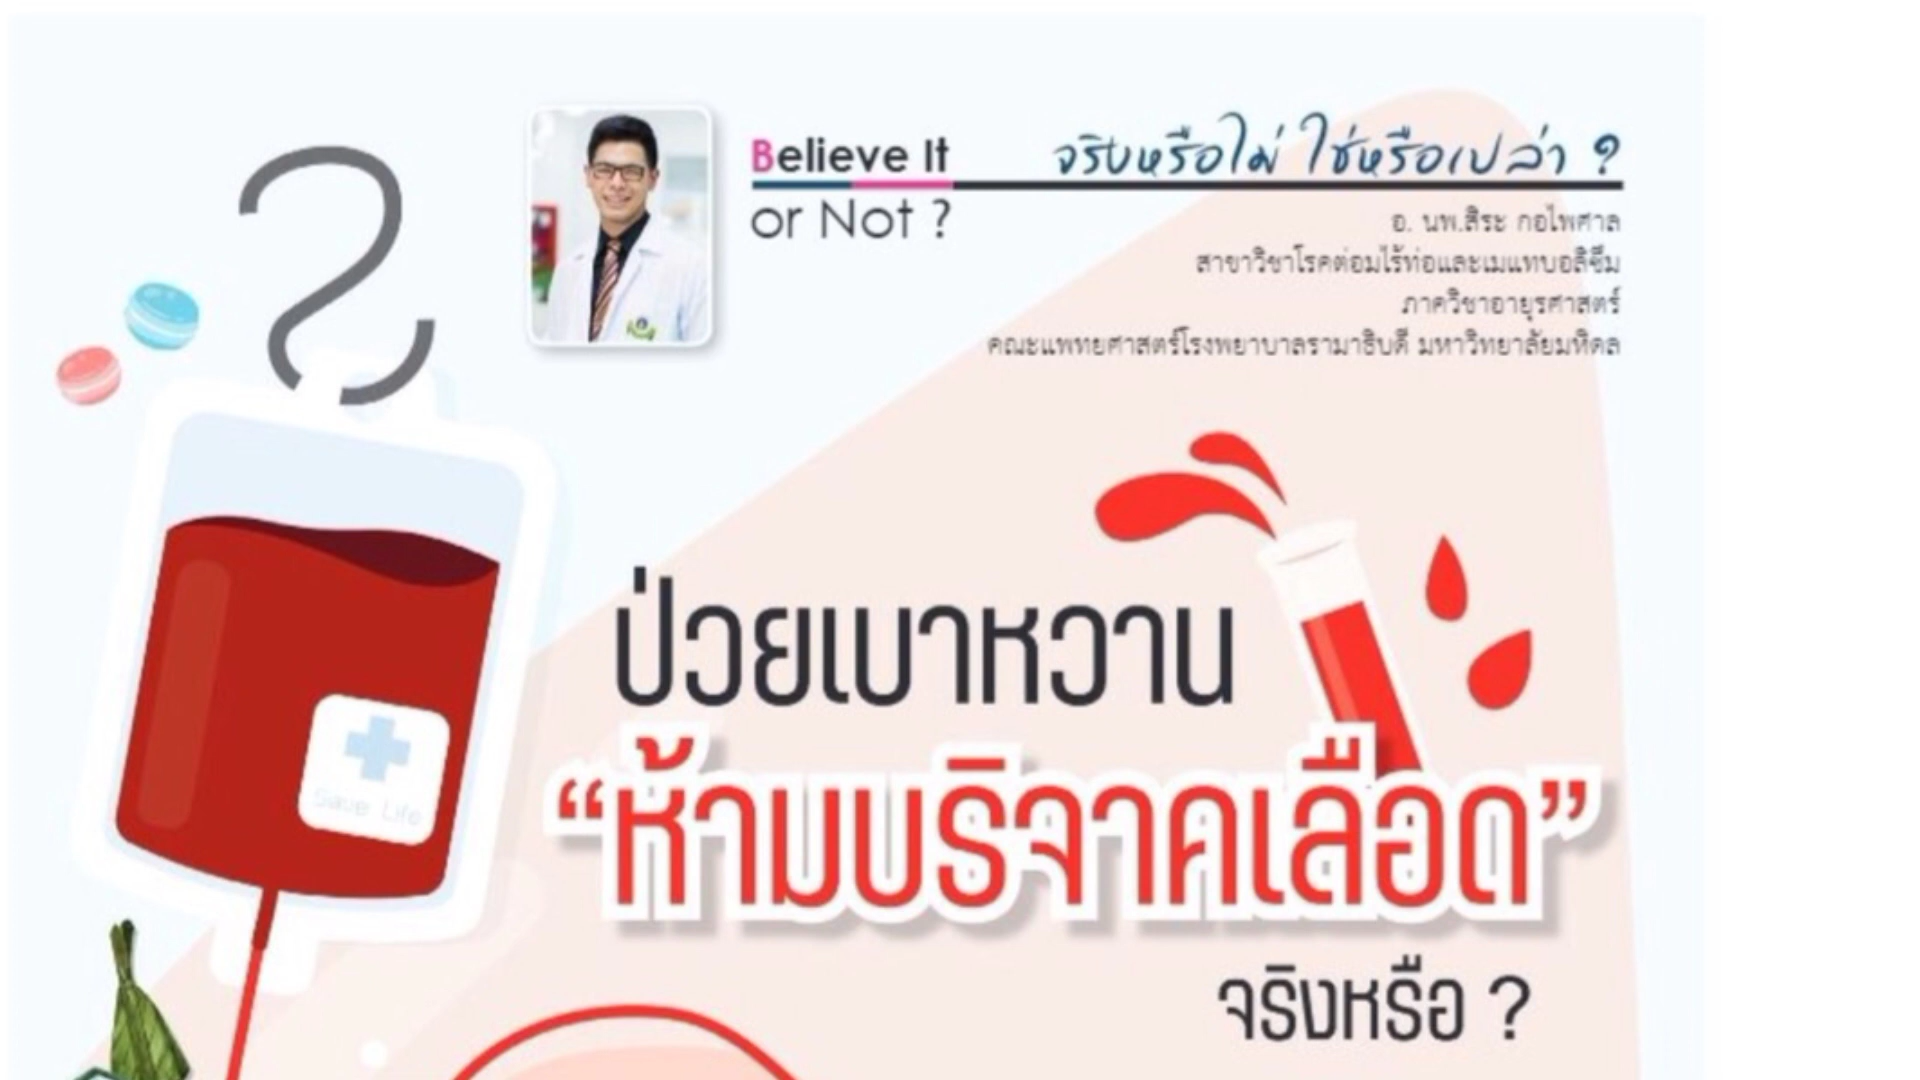 Believe It
or Not ?
จริงหรือไม่ ใช่หรือเปล่า ?
อ. นพ.สิระ กอไพศาล
สาขาวิชาโรคต่อมไร้ท่อและเมแทบอลิซึม
ภาควิชาอายุรศาสตร์
คณะแพทยศาสตร์โรงพยาบาลรามาธิบดี มหาวิทยาลัยมหิดล
ป่วยเบาหวาน
“ห้ามบริจาคเลือด”
จริงหรือ ?
Save Life